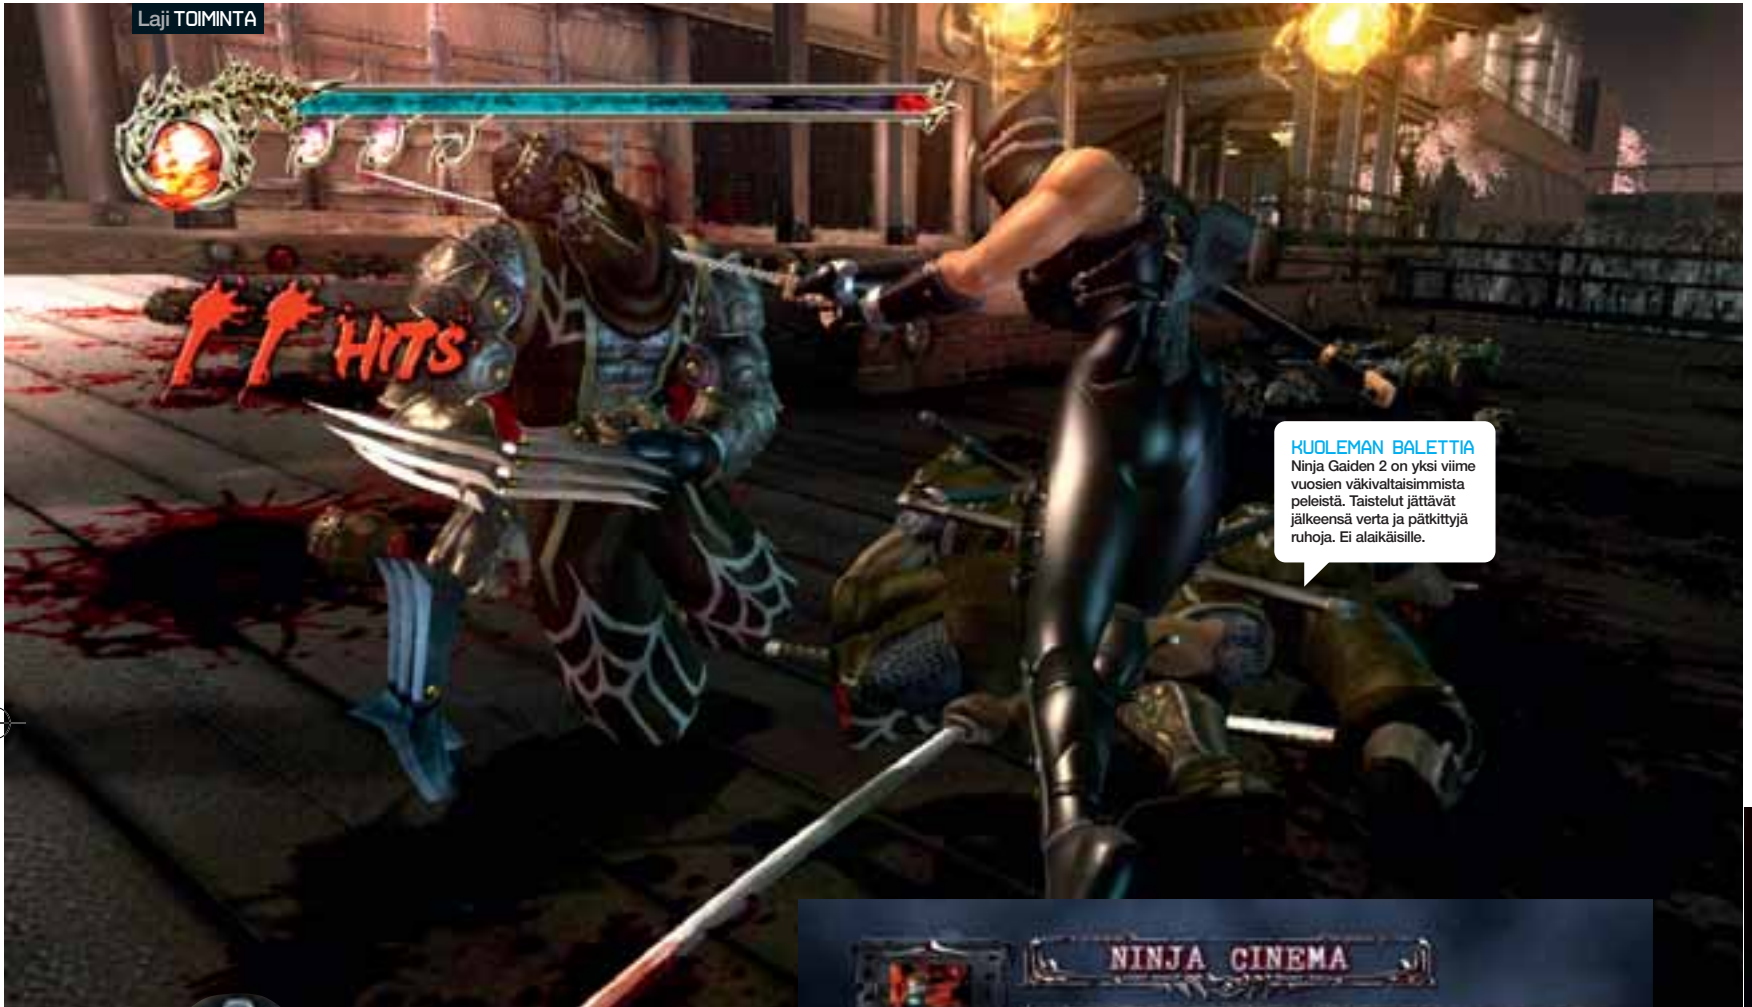 Laji TOIMINTA
11 HITS
KUOLEMAN BALETTIA
Ninja Gaiden 2 on yksi viime
vuosien väkivaltaisimmista
peleistä. Taistelut jättävät
jälkeensä verta ja pätkittyjä
ruhoja. Ei alaikäisille.
NINJA CINEMA